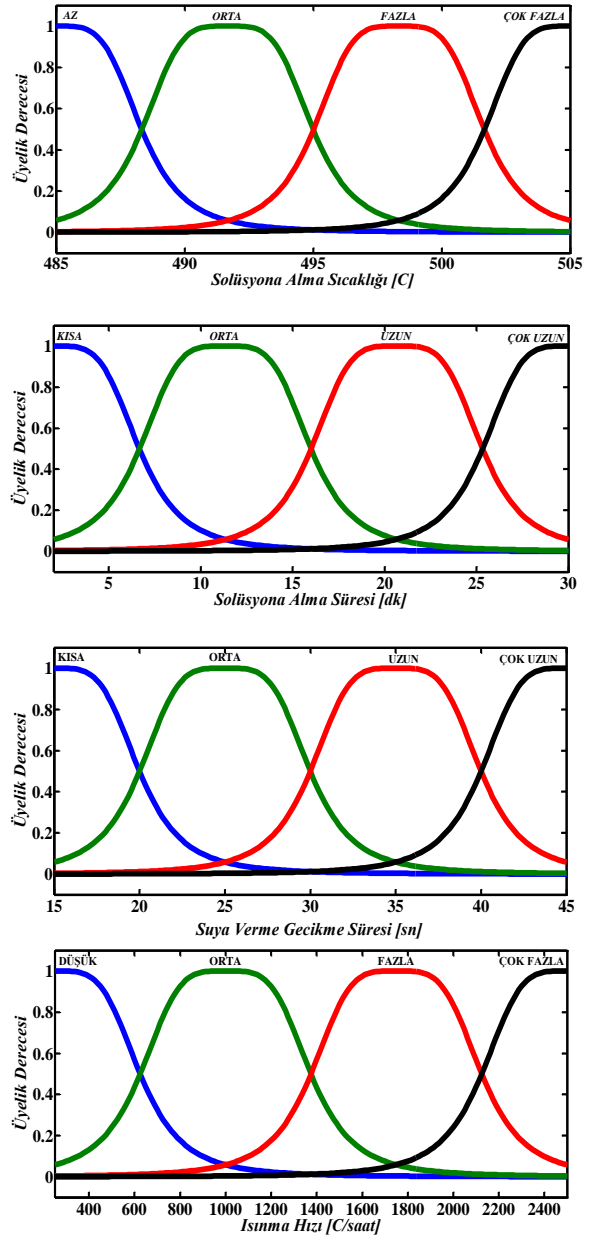 AZ ORTA FAZLA ÇOK FAZLA
1
0.8
0.6
0.4
0.2
0
Üyelik Derecesi
485 490 495 500 505
Solüsyona Alma Sıcaklığı [C]
KISA ORTA UZUN ÇOK UZUN
1
0.8
0.6
0.4
0.2
0
Üyelik Derecesi
5 10 15 20 25 30
Solüsyona Alma Süresi [dk]
KISA ORTA UZUN ÇOK UZUN
1
0.8
0.6
0.4
0.2
0
Üyelik Derecesi
15 20 25 30 35 40 45
Suya Verme Gecikme Süresi [sn]
DÜŞÜK ORTA FAZLA ÇOK FAZLA
1
0.8
0.6
0.4
0.2
0
Üyelik Derecesi
400 600 800 1000 1200 1400 1600 1800 2000 2200 2400
Isınma Hızı [C/saat]